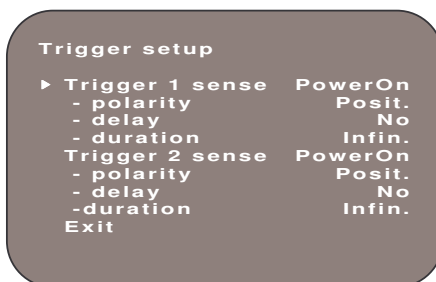 Trigger setup
Trigger 1 sense PowerOn
- polarity Posit.
- delay No
- duration Infin.
Trigger 2 sense PowerOn
- polarity Posit.
- delay No
-duration Infin.
Exit